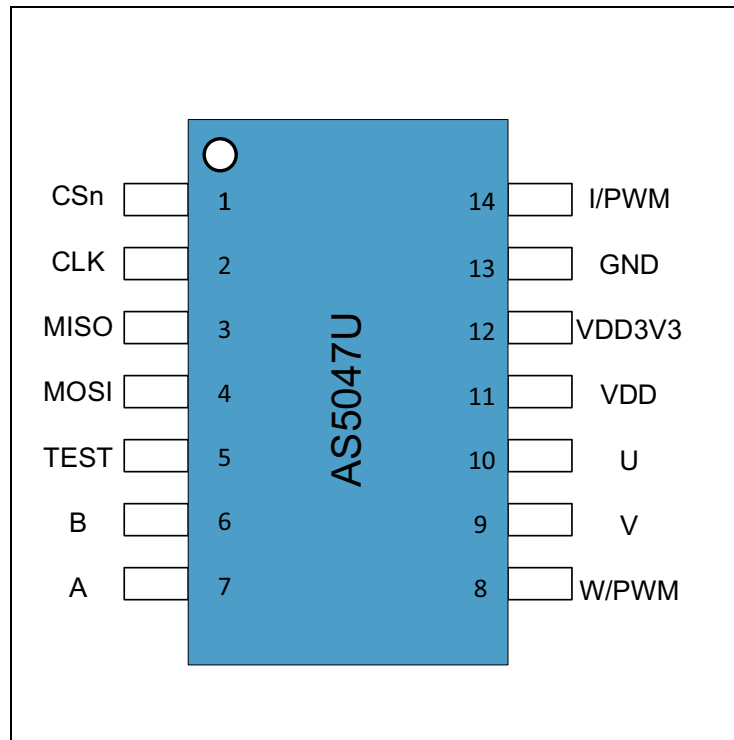 CSn 1 14 I/PWM
CLK 2 13 GND
MISO 3 12 VDD3V3
MOSI 4 11 VDD
TEST 5 10 U
B 6 9 V
A 7 8 W/PWM
AS5047U